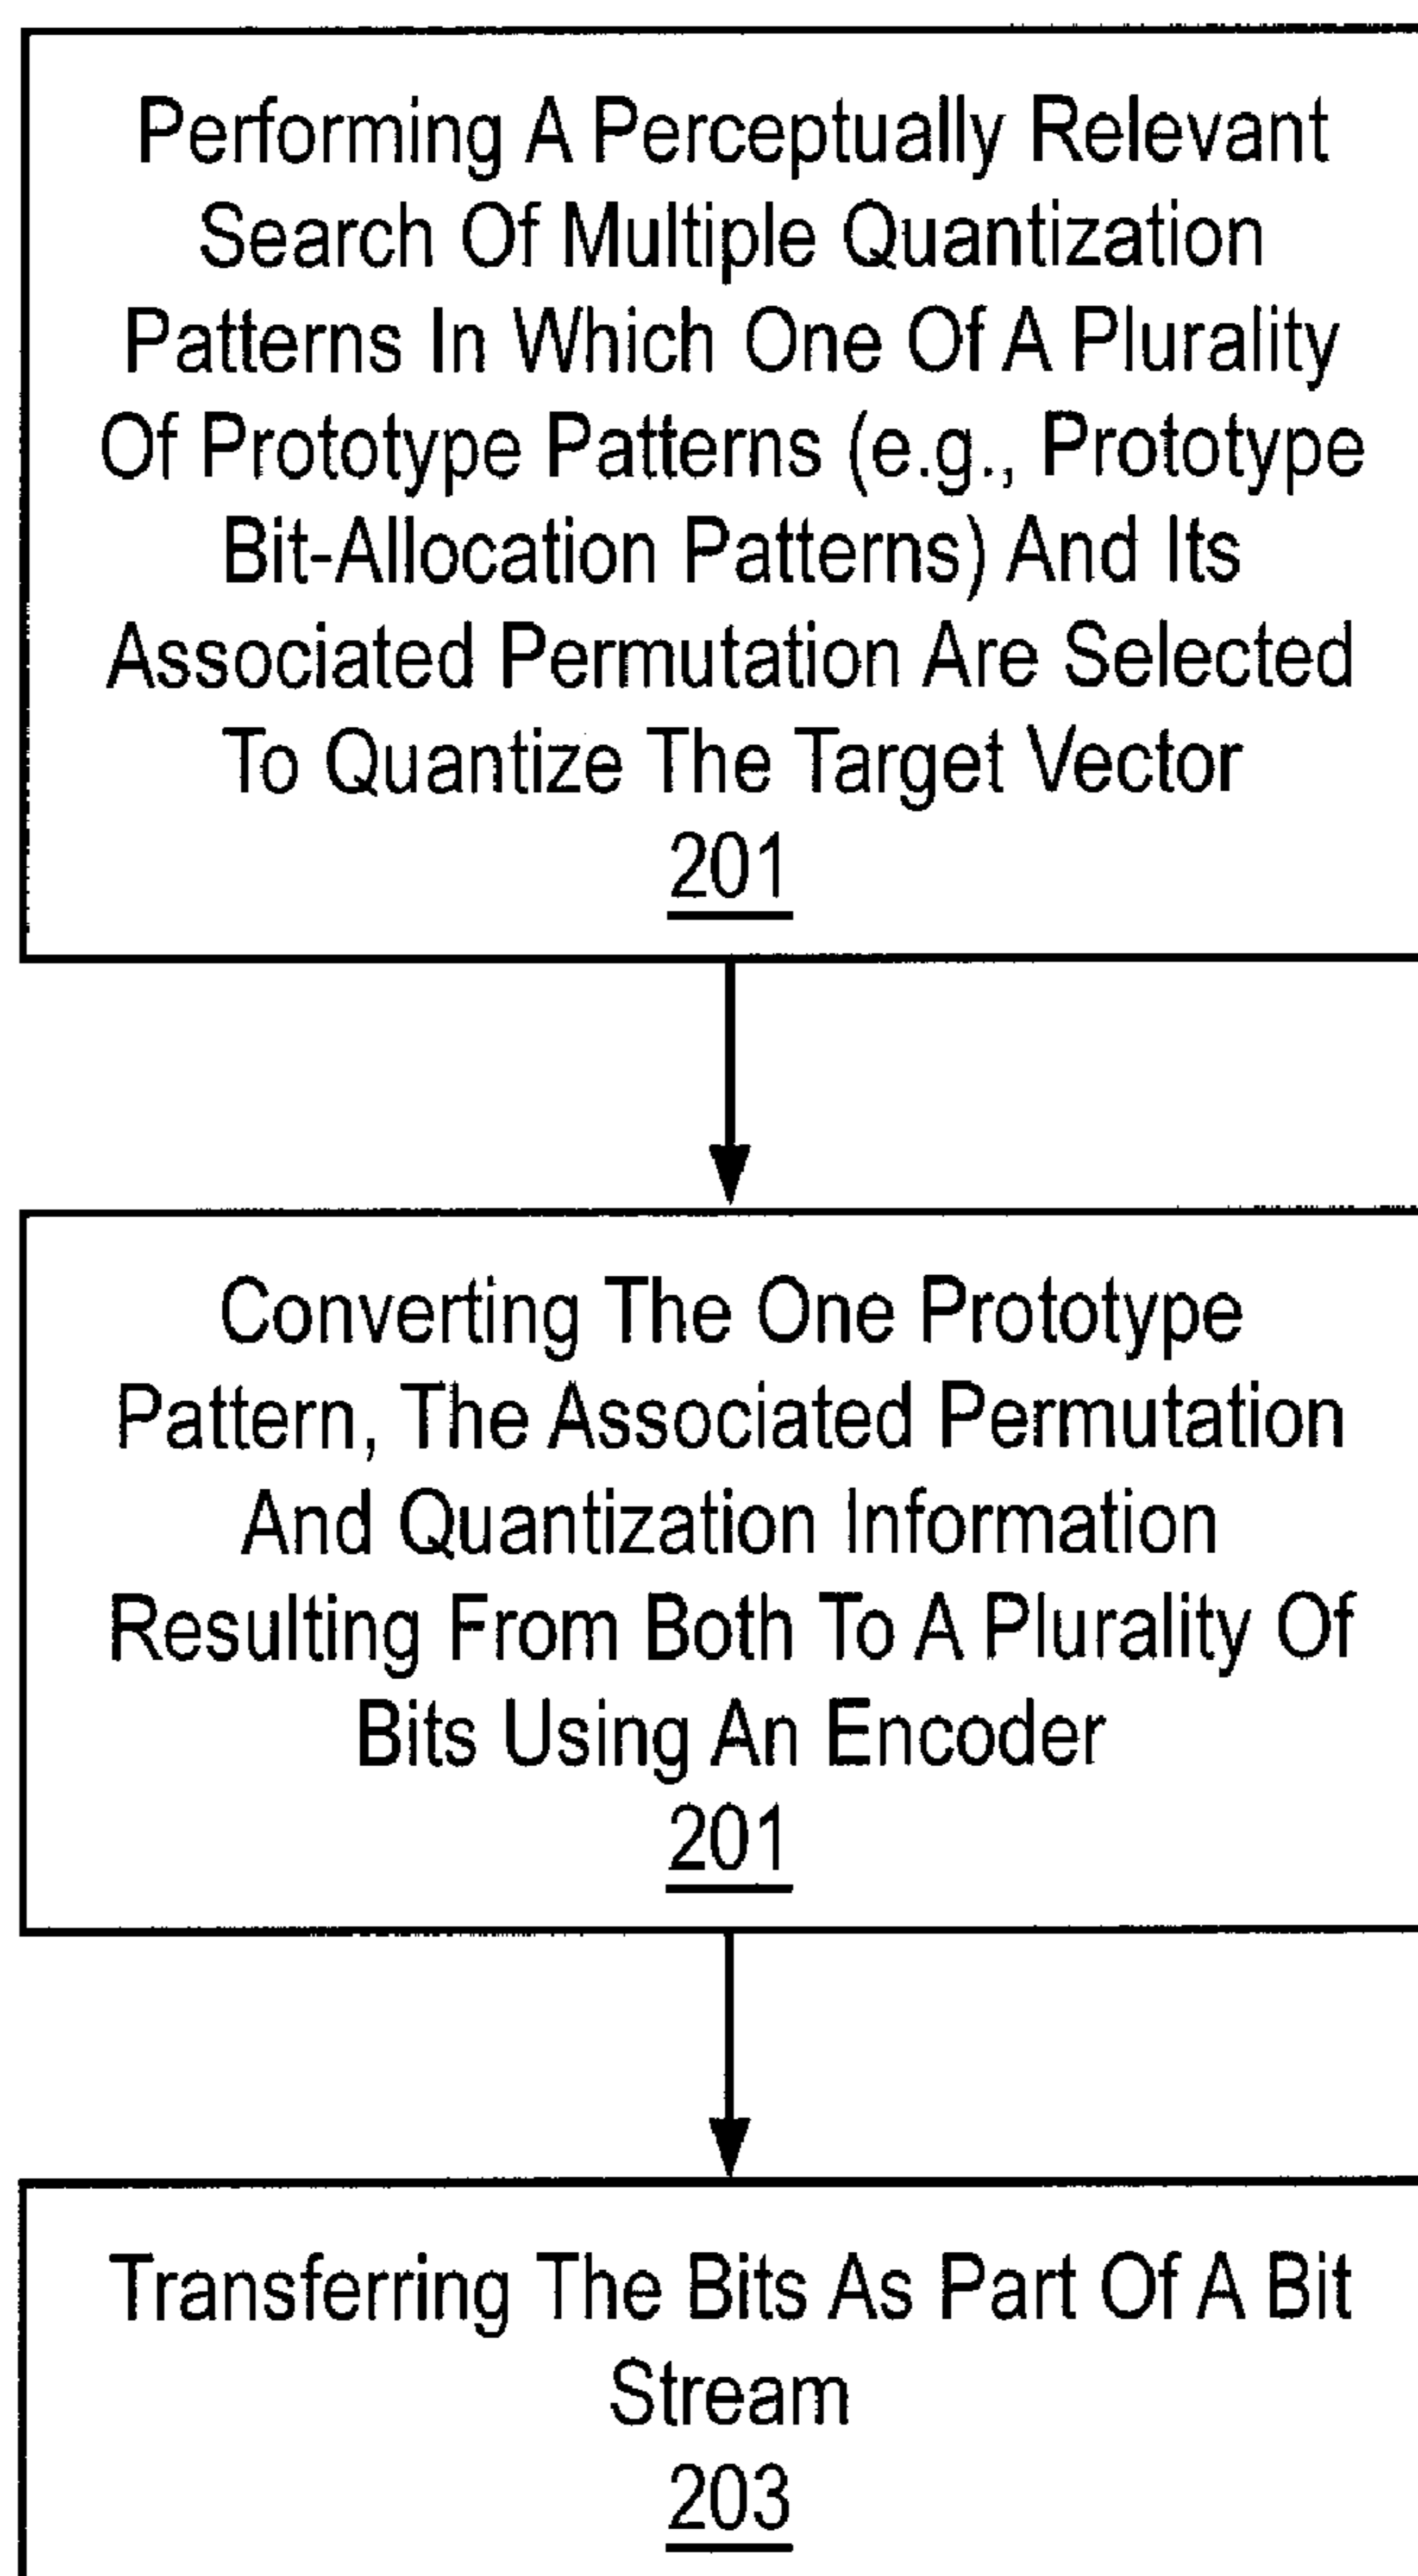 Performing A Perceptually Relevant
Search Of Multiple Quantization
Patterns In Which One Of A Plurality
Of Prototype Patterns (e.g., Prototype
Bit-Allocation Patterns) And Its
Associated Permutation Are Selected
To Quantize The Target Vector
201
Converting The One Prototype
Pattern, The Associated Permutation
And Quantization Information
Resulting From Both To A Plurality Of
Bits Using An Encoder
201
Transferring The Bits As Part Of A Bit
Stream
203